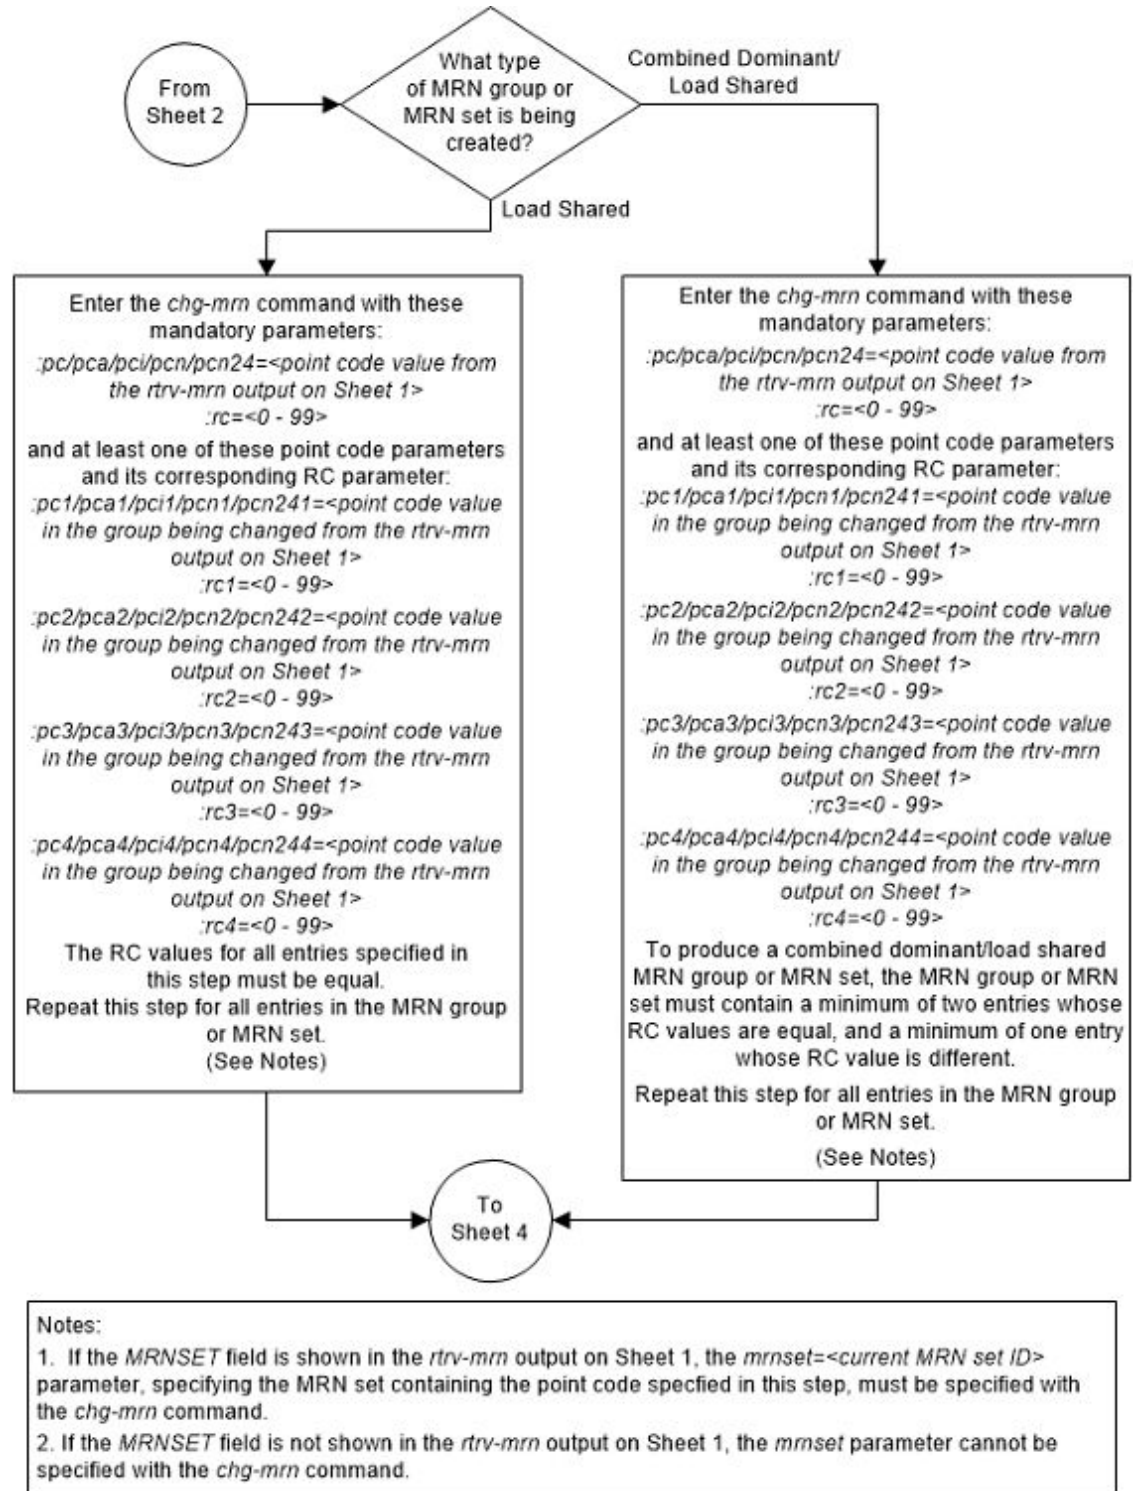 From
Sheet 2
What type
of MRN group or
MRN set is being
created?
Combined Dominant/
Load Shared
Load Shared
Enter the chg-mrn command with these
mandatory parameters:
:pc/pca/pci/pcn/pcn24=<point code value from
the rtrv-mrn output on Sheet 1>
:rc=<0 - 99>
and at least one of these point code parameters
and its corresponding RC parameter:
:pc1/pca1/pci1/pcn1/pcn241=<point code value
in the group being changed from the rtrv-mrn
output on Sheet 1>
:rc1=<0 - 99>
:pc2/pca2/pci2/pcn2/pcn242=<point code value
in the group being changed from the rtrv-mrn
output on Sheet 1>
:rc2=<0 - 99>
:pc3/pca3/pci3/pcn3/pcn243=<point code value
in the group being changed from the rtrv-mrn
output on Sheet 1>
:rc3=<0 - 99>
:pc4/pca4/pci4/pcn4/pcn244=<point code value
in the group being changed from the rtrv-mrn
output on Sheet 1>
:rc4=<0 - 99>
The RC values for all entries specified in
this step must be equal.
Repeat this step for all entries in the MRN group
or MRN set.
(See Notes)
Enter the chg-mrn command with these
mandatory parameters:
:pc/pca/pci/pcn/pcn24=<point code value from
the rtrv-mrn output on Sheet 1>
:rc=<0 - 99>
and at least one of these point code parameters
and its corresponding RC parameter:
:pc1/pca1/pci1/pcn1/pcn241=<point code value
in the group being changed from the rtrv-mrn
output on Sheet 1>
:rc1=<0 - 99>
:pc2/pca2/pci2/pcn2/pcn242=<point code value
in the group being changed from the rtrv-mrn
output on Sheet 1>
:rc2=<0 - 99>
:pc3/pca3/pci3/pcn3/pcn243=<point code value
in the group being changed from the rtrv-mrn
output on Sheet 1>
:rc3=<0 - 99>
:pc4/pca4/pci4/pcn4/pcn244=<point code value
in the group being changed from the rtrv-mrn
output on Sheet 1>
:rc4=<0 - 99>
To produce a combined dominant/load shared
MRN group or MRN set, the MRN group or MRN
set must contain a minimum of two entries whose
RC values are equal, and a minimum of one entry
whose RC value is different.
Repeat this step for all entries in the MRN group
or MRN set.
(See Notes)
To
Sheet 4
Notes:
1. If the MRNSET field is shown in the rtrv-mrn output on Sheet 1, the mrnset=<current MRN set ID>
parameter, specifying the MRN set containing the point code specfied in this step, must be specified with
the chg-mrn command.
2. If the MRNSET field is not shown in the rtrv-mrn output on Sheet 1, the mrnset parameter cannot be
specified with the chg-mrn command.